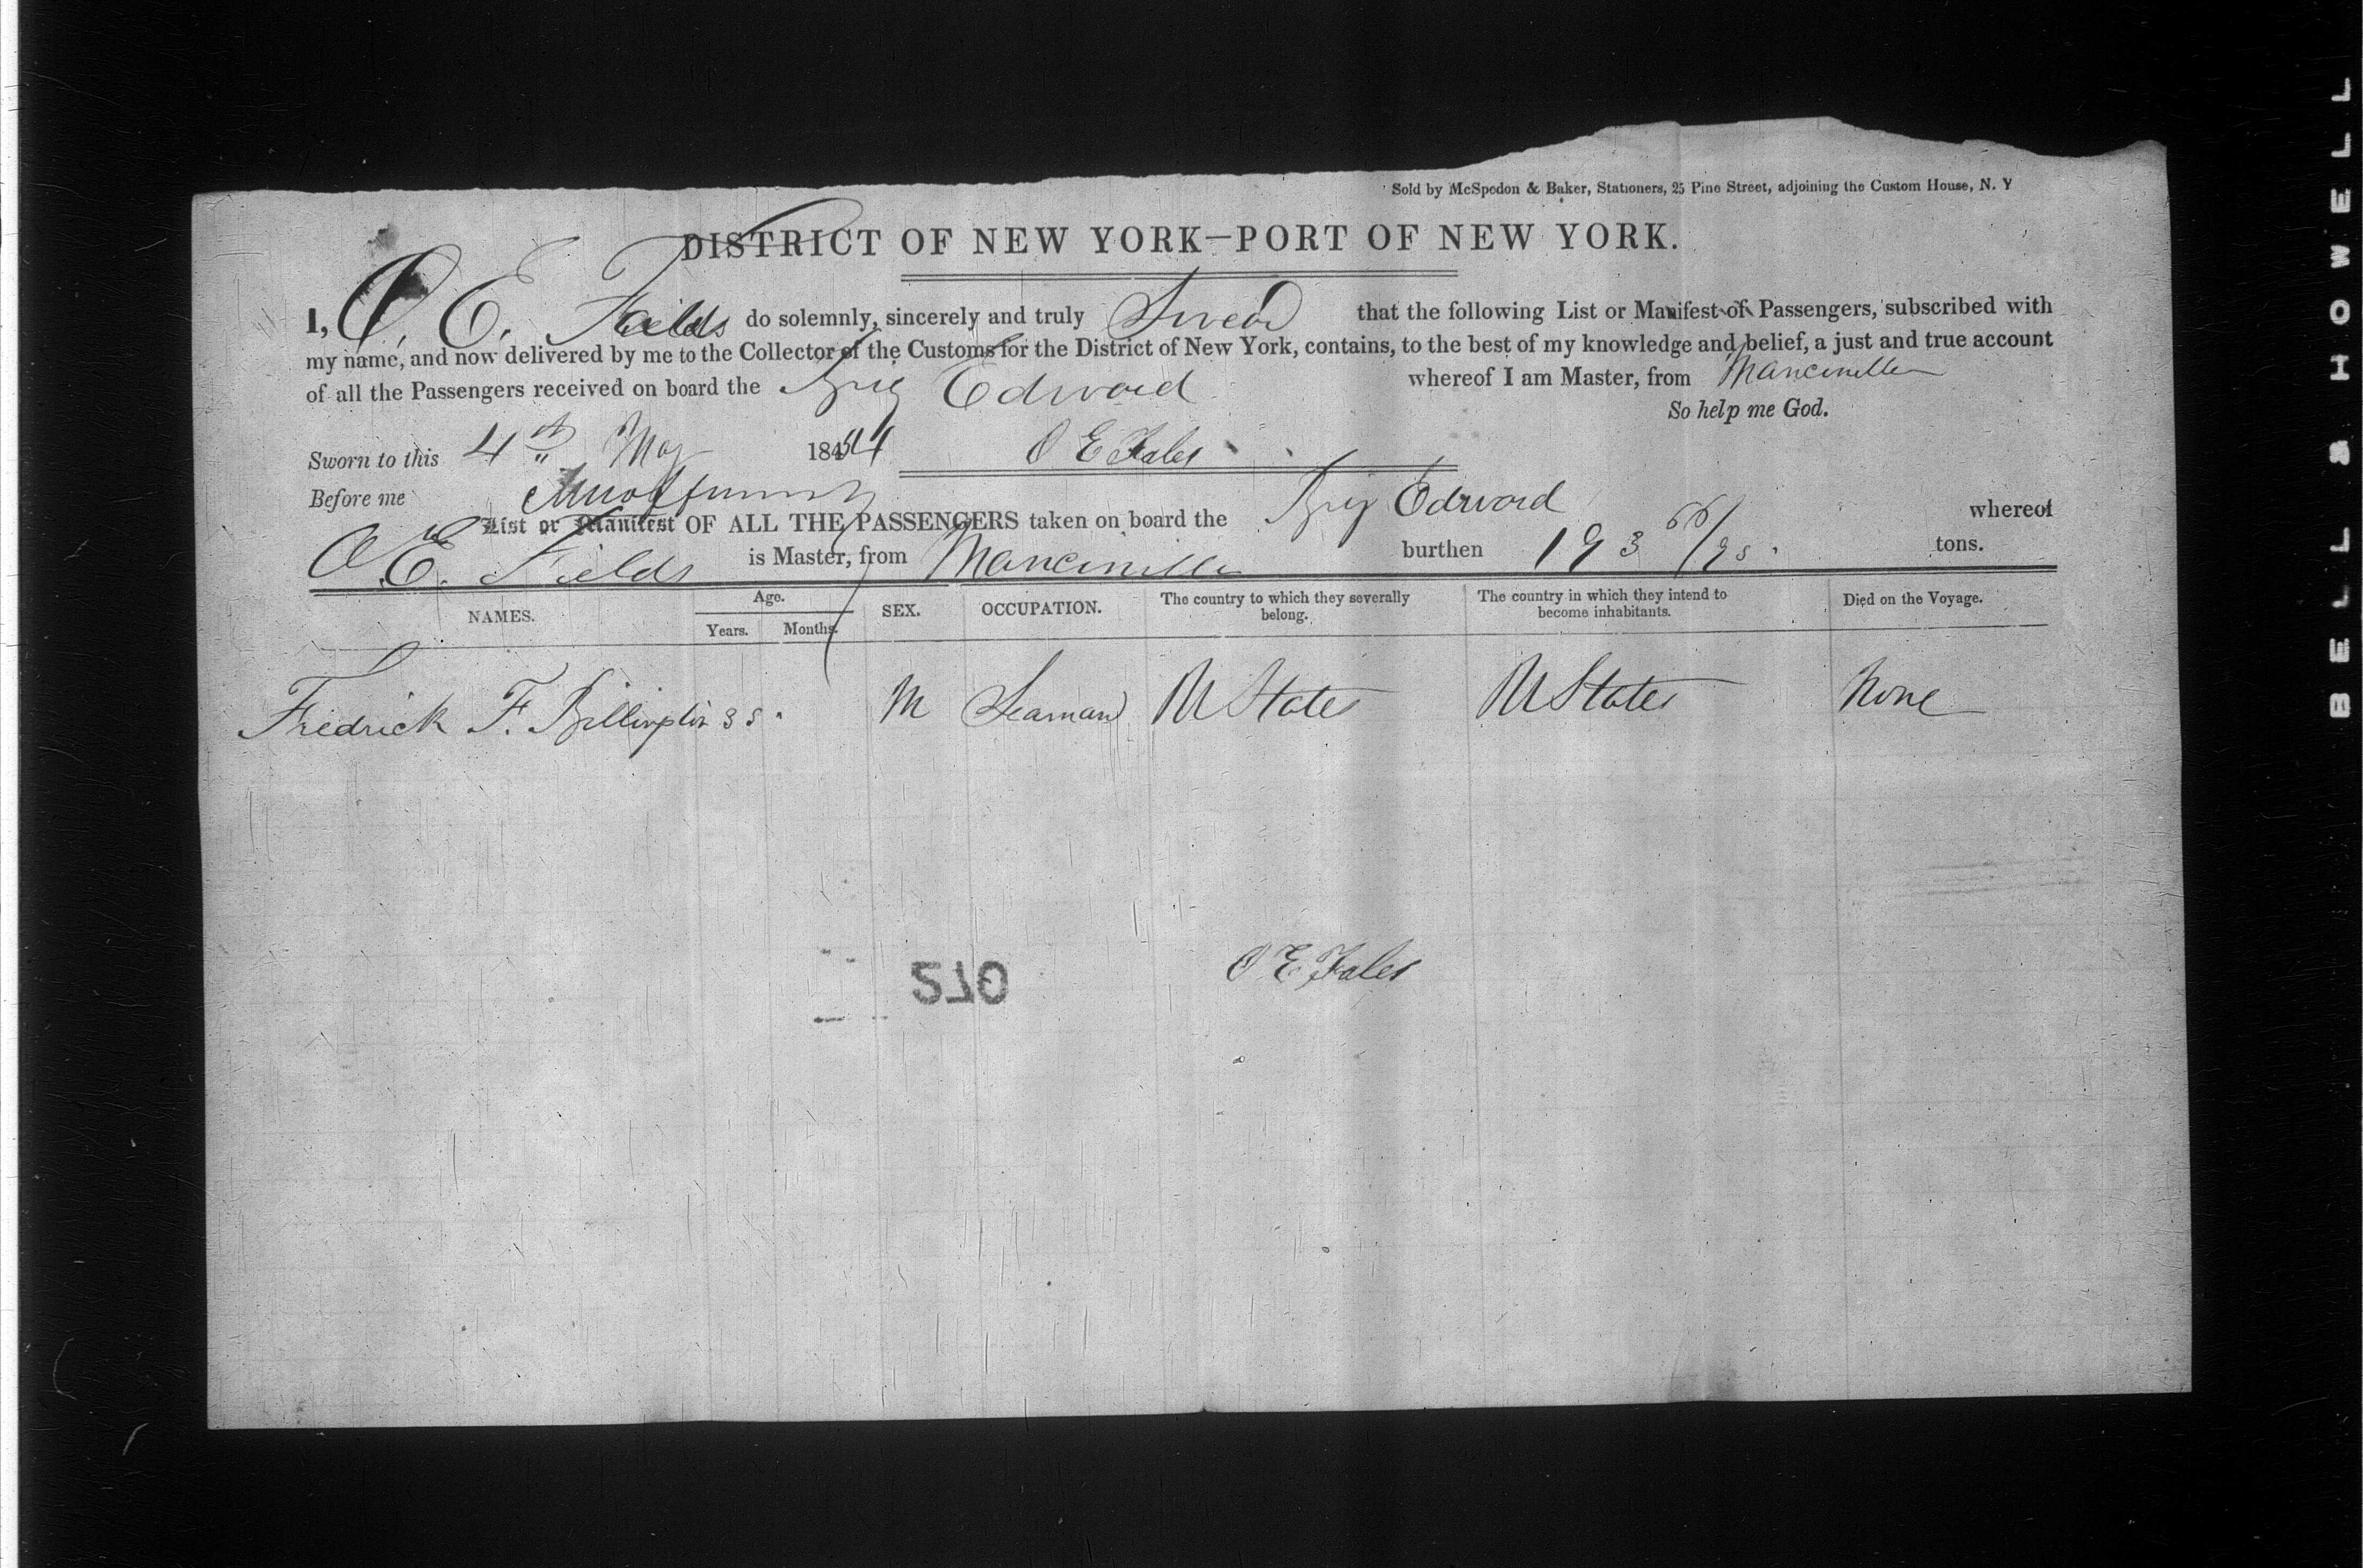 Sold by McSpedon & Baker, Stationers, 25 Pine Street, adjoining the Custom House, N. Y
DISTRICT OF NEW YORK—PORT OF NEW YORK.
I, O. E. Fields do solemnly, sincerely and truly Swear that the following List or Manifest of Passengers, subscribed with
my name, and now delivered by me to the Collector of the Customs for the District of New York, contains, to the best of my knowledge and belief, a just and true account
of all the Passengers received on board the Brig Edward whereof I am Master, from Mancinilla
So help me God.
Sworn to this 4th May 184 O E Fales
Before me
List or Manifest OF ALL THE PASSENGERS taken on board the Brig Edward whereof
O. E. Fields is Master, from Mancinilla burthen 193 66/95 tons.
NAMES. Age. SEX. OCCUPATION. The country to which they severally belong. The country in which they intend to become inhabitants. Died on the Voyage.
Years. Months.
Fredrick F. Billington 35 M Seaman U States U States None
O E Fales
510
BELL & HOWELL